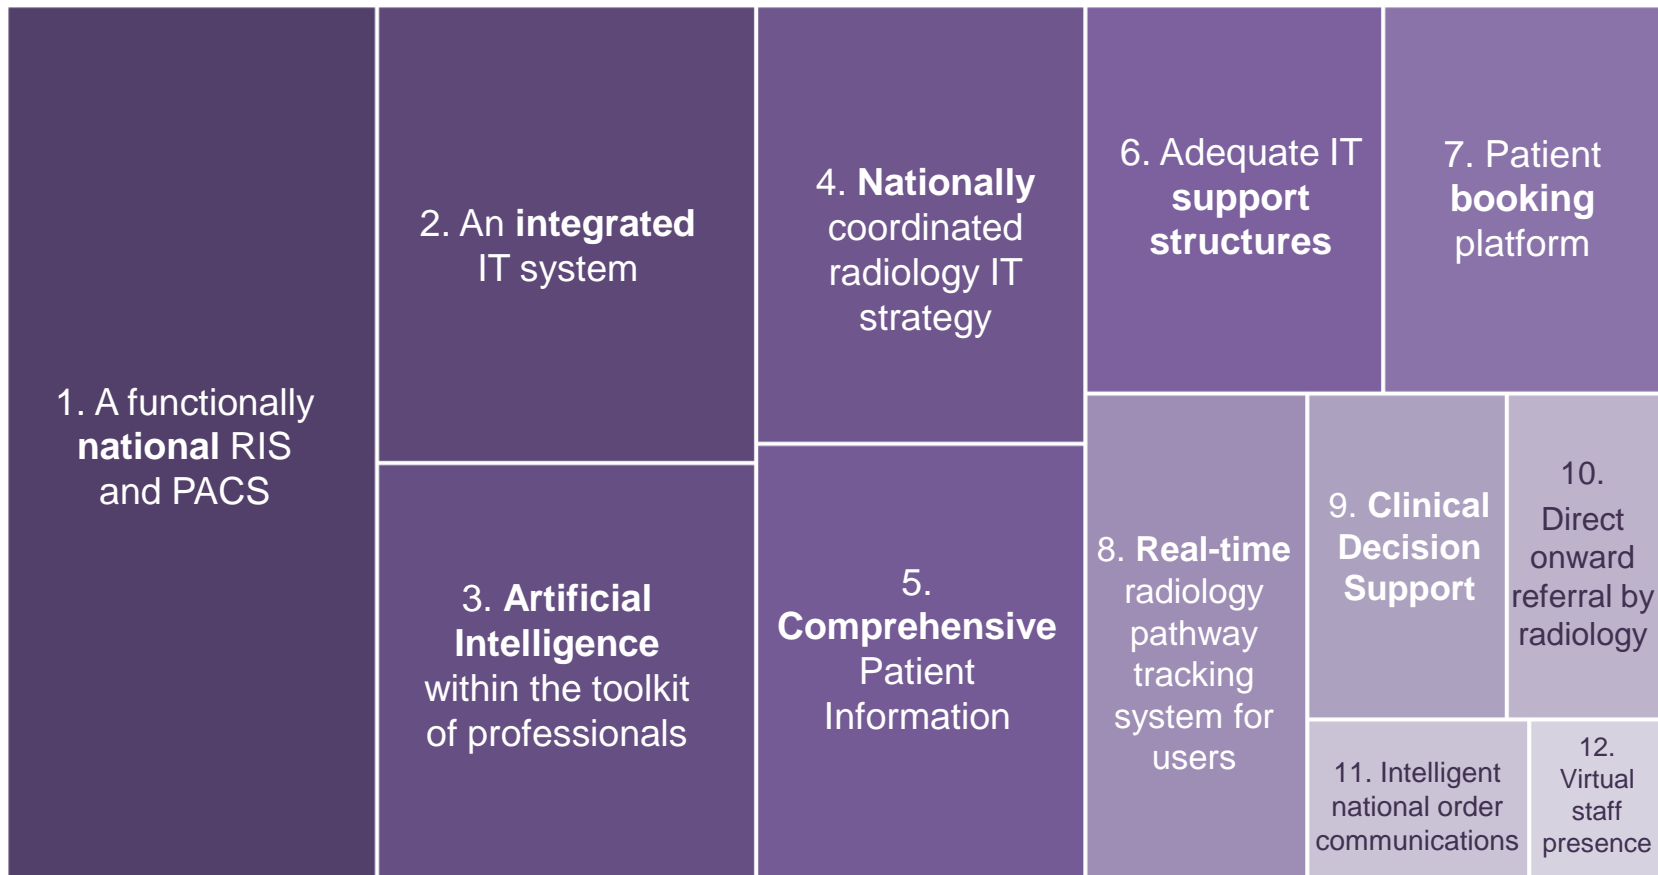 1. A functionally
national RIS
and PACS
2. An integrated
IT system
3. Artificial
Intelligence
within the toolkit
of professionals
4. Nationally
coordinated
radiology IT
strategy
5.
Comprehensive
Patient
Information
6. Adequate IT
support
structures
7. Patient
booking
platform
8. Real-time
radiology
pathway
tracking
system for
users
9. Clinical
Decision
Support
10.
Direct
onward
referral by
radiology
11. Intelligent
national order
communications
12.
Virtual
staff
presence